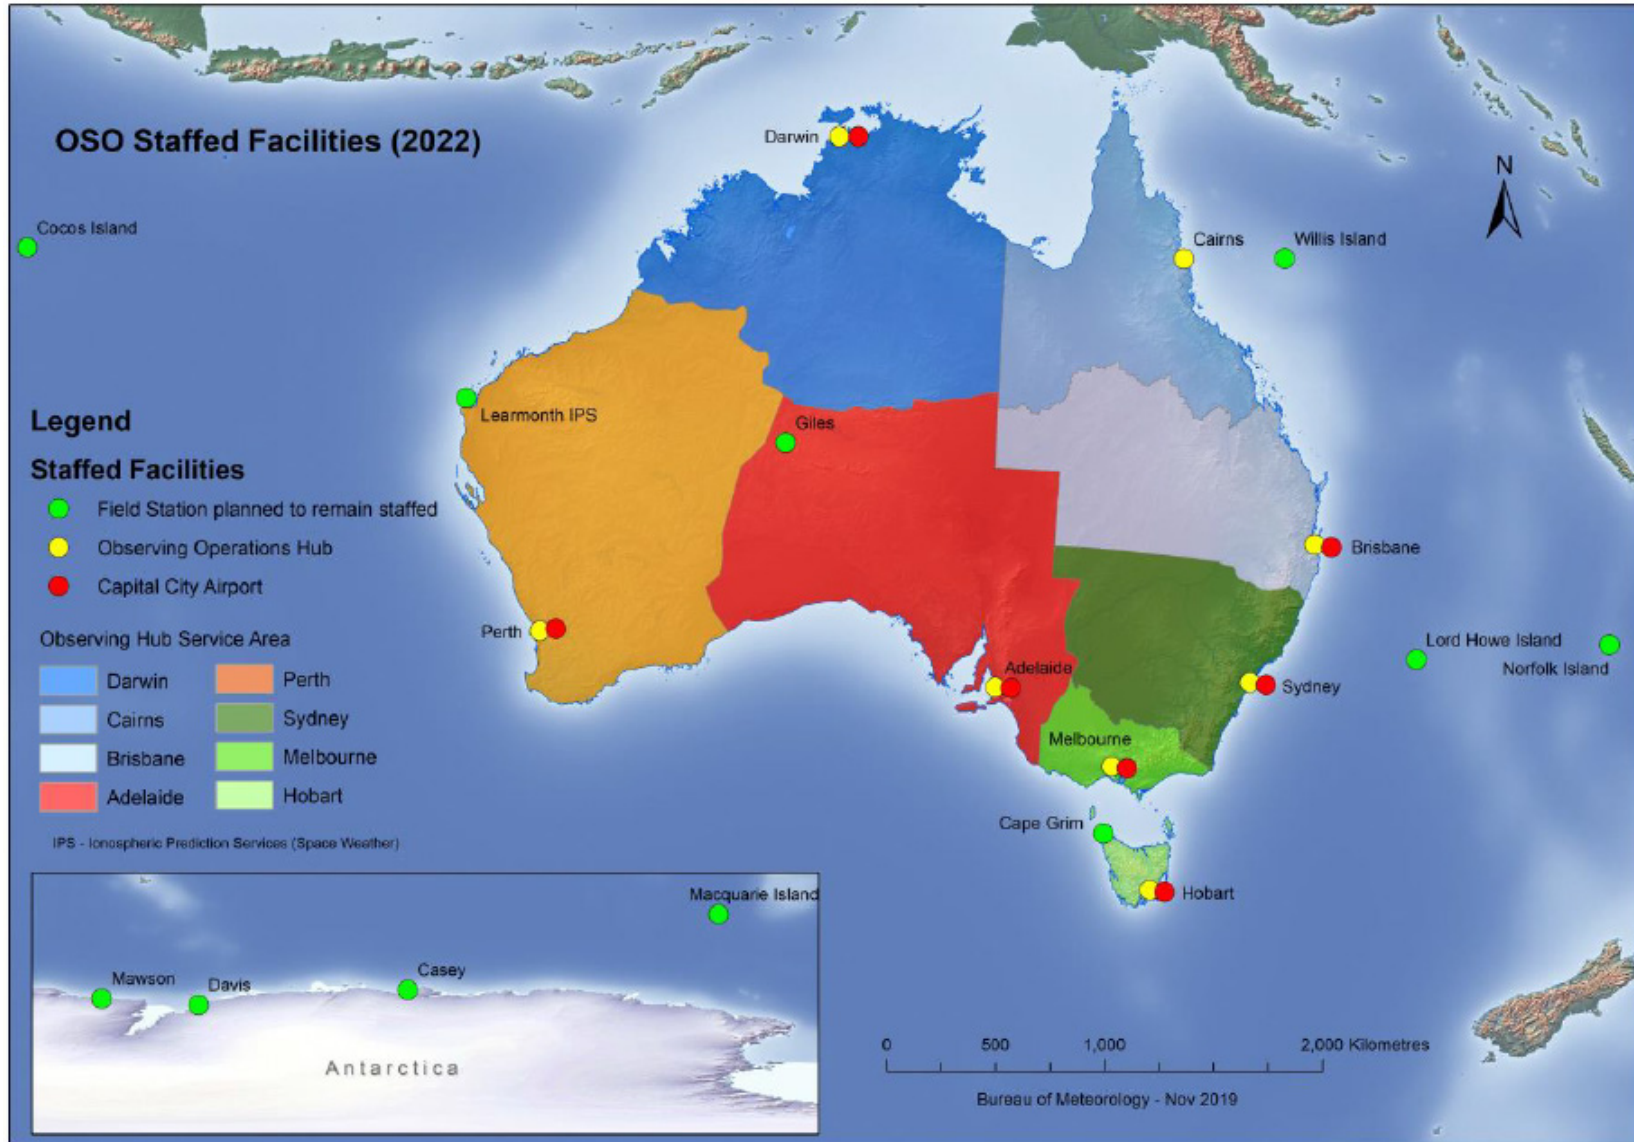 OSO Staffed Facilities (2022)
Darwin
N
Cocos Island
Cairns
Willis Island
Learmonth IPS
Giles
Brisbane
Perth
Adelaide
Lord Howe Island
Norfolk Island
Sydney
Melbourne
Cape Grim
Hobart
Legend
Staffed Facilities
Field Station planned to remain staffed
Observing Operations Hub
Capital City Airport
Observing Hub Service Area
Darwin
Cairns
Brisbane
Adelaide
Perth
Sydney
Melbourne
Hobart
IPS - Ionospheric Prediction Services (Space Weather)
Macquarie Island
Mawson
Davis
Casey
Antarctica
0 500 1,000 2,000 Kilometres
Bureau of Meteorology - Nov 2019